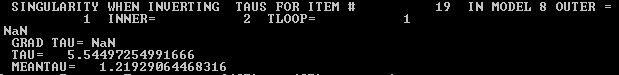 SINGULARITY WHEN INVERTING TAUS FOR ITEM # 19 IN MODEL 8 OUTER =
1 INNER= 2 TLOOP= 1
NaN
GRAD TAU= NaN
TAU= 5.54497254991666
MEANTAU= 1.21929064468316